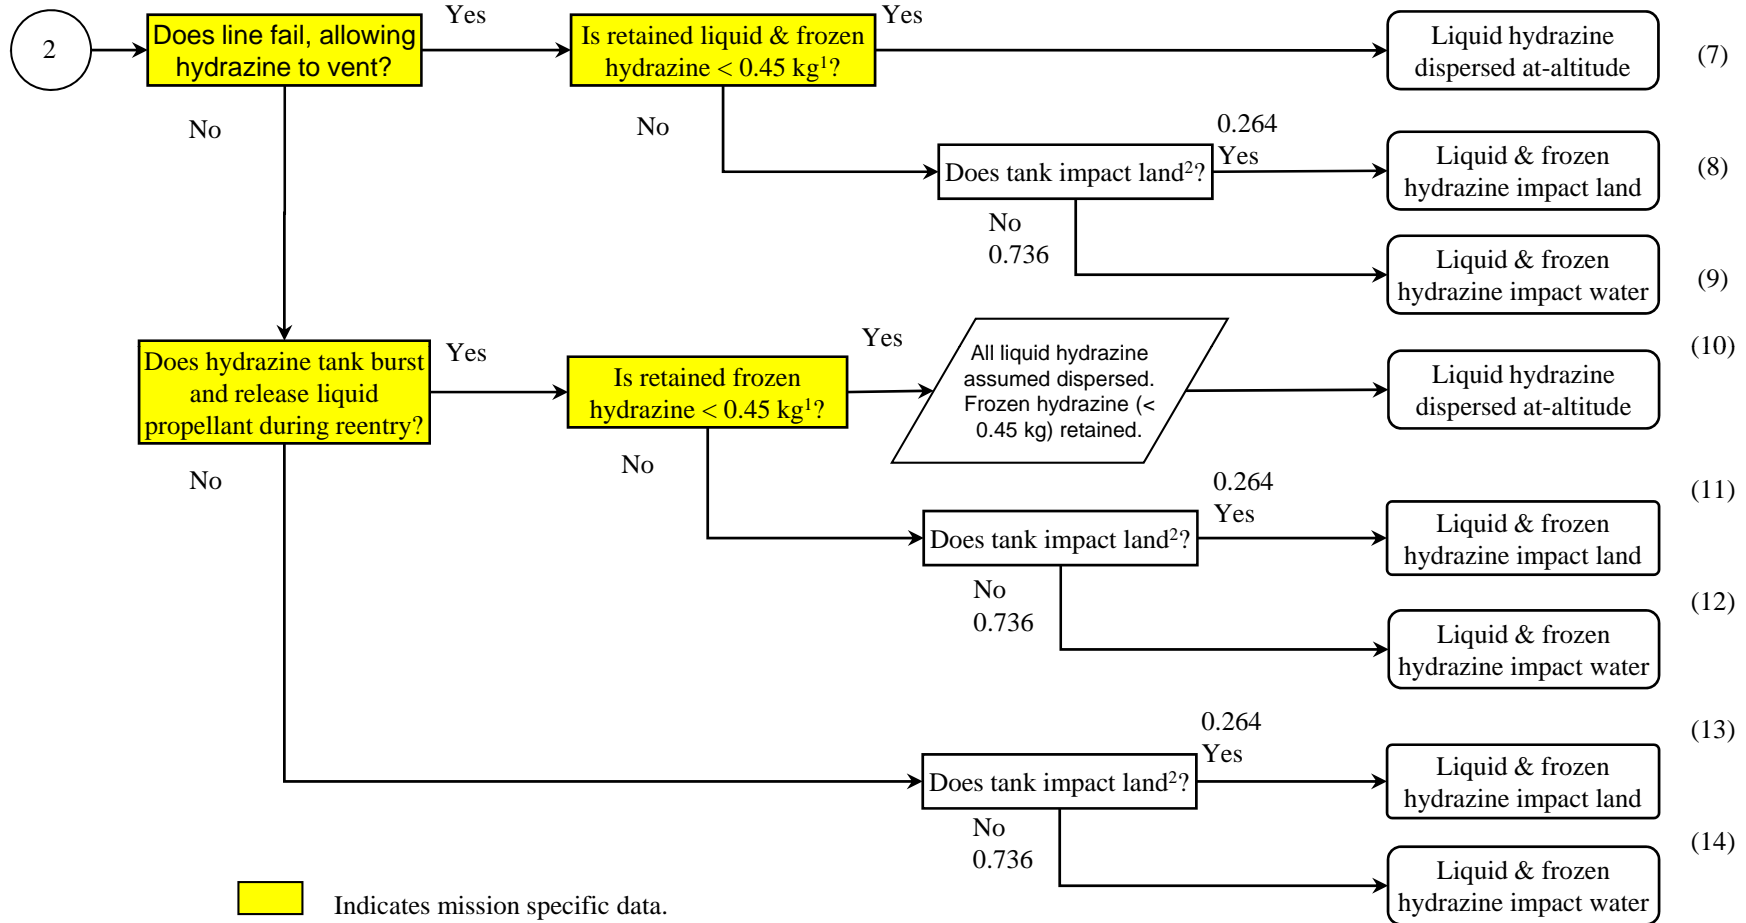 2
Does line fail, allowing
hydrazine to vent?
Yes
Is retained liquid & frozen
hydrazine < 0.45 kg¹?
Yes
Liquid hydrazine
dispersed at-altitude
(7)
No
No
Does tank impact land²?
0.264
Yes
Liquid & frozen
hydrazine impact land
(8)
No
0.736
Liquid & frozen
hydrazine impact water
(9)
Does hydrazine tank burst
and release liquid
propellant during reentry?
Yes
Is retained frozen
hydrazine < 0.45 kg¹?
Yes
All liquid hydrazine
assumed dispersed.
Frozen hydrazine (<
0.45 kg) retained.
Liquid hydrazine
dispersed at-altitude
(10)
No
No
Does tank impact land²?
0.264
Yes
Liquid & frozen
hydrazine impact land
(11)
No
0.736
Liquid & frozen
hydrazine impact water
(12)
Does tank impact land²?
0.264
Yes
Liquid & frozen
hydrazine impact land
(13)
No
0.736
Liquid & frozen
hydrazine impact water
(14)
Indicates mission specific data.